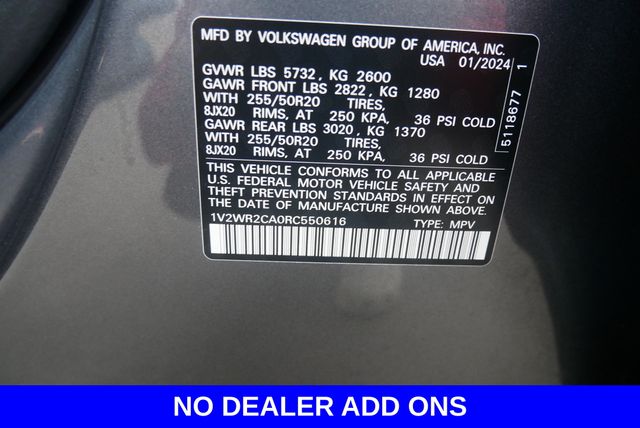 MFD BY VOLKSWAGEN GROUP OF AMERICA, INC.
USA 01/2024
GVWR LBS 5732, KG 2600
GAWR FRONT LBS 2822, KG 1280
WITH 255/50R20 TIRES,
8JX20 RIMS, AT 250 KPA, 36 PSI COLD
GAWR REAR LBS 3020, KG 1370
WITH 255/50R20 TIRES,
8JX20 RIMS, AT 250 KPA, 36 PSI COLD
THIS VEHICLE CONFORMS TO ALL APPLICABLE
U.S. FEDERAL MOTOR VEHICLE SAFETY AND
THEFT PREVENTION STANDARDS IN EFFECT ON
THE DATE OF MANUFACTURE SHOWN ABOVE.
1V2WR2CA0RC550616 TYPE: MPV
5118677 1
NO DEALER ADD ONS